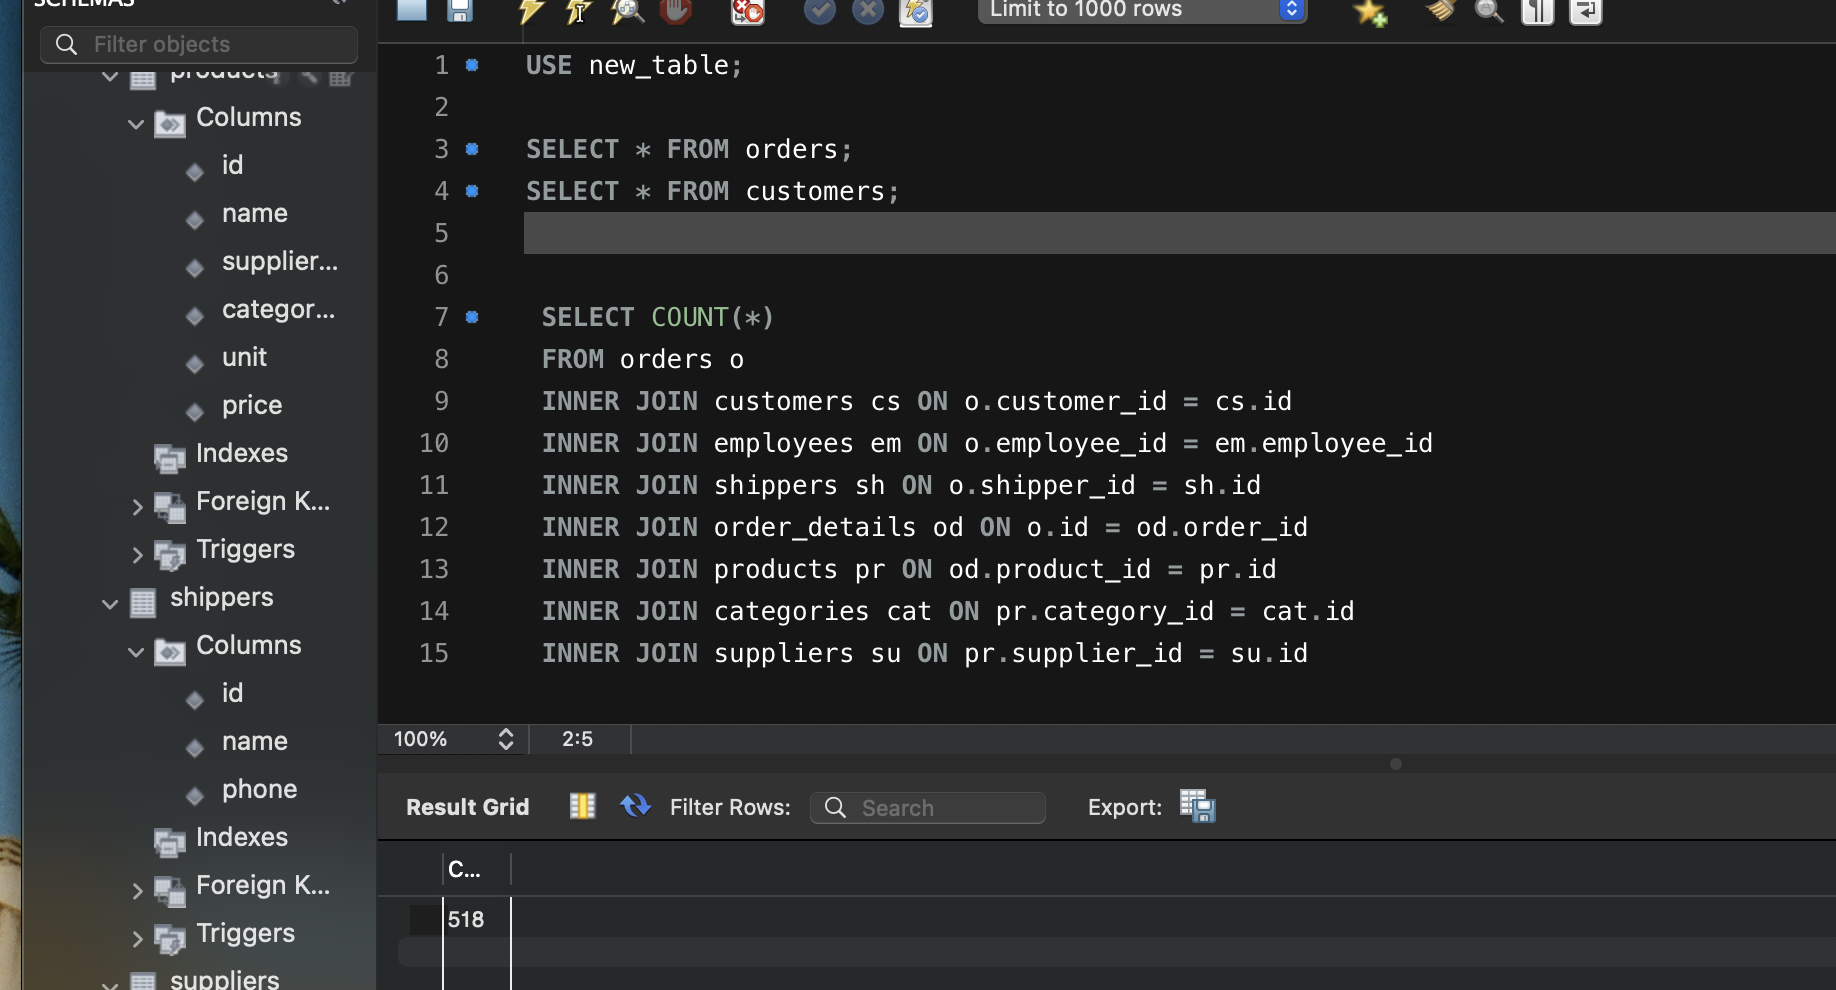 SCHEMAS
Filter objects
products
Columns
id
name
supplier...
categor...
unit
price
Indexes
Foreign K...
Triggers
shippers
Columns
id
name
phone
Indexes
Foreign K...
Triggers
suppliers
Limit to 1000 rows
1 USE new_table;
2
3 SELECT * FROM orders;
4 SELECT * FROM customers;
5
6
7 SELECT COUNT(*)
8 FROM orders o
9 INNER JOIN customers cs ON o.customer_id = cs.id
10 INNER JOIN employees em ON o.employee_id = em.employee_id
11 INNER JOIN shippers sh ON o.shipper_id = sh.id
12 INNER JOIN order_details od ON o.id = od.order_id
13 INNER JOIN products pr ON od.product_id = pr.id
14 INNER JOIN categories cat ON pr.category_id = cat.id
15 INNER JOIN suppliers su ON pr.supplier_id = su.id
100% 2:5
Result Grid Filter Rows: Search Export:
C...
518